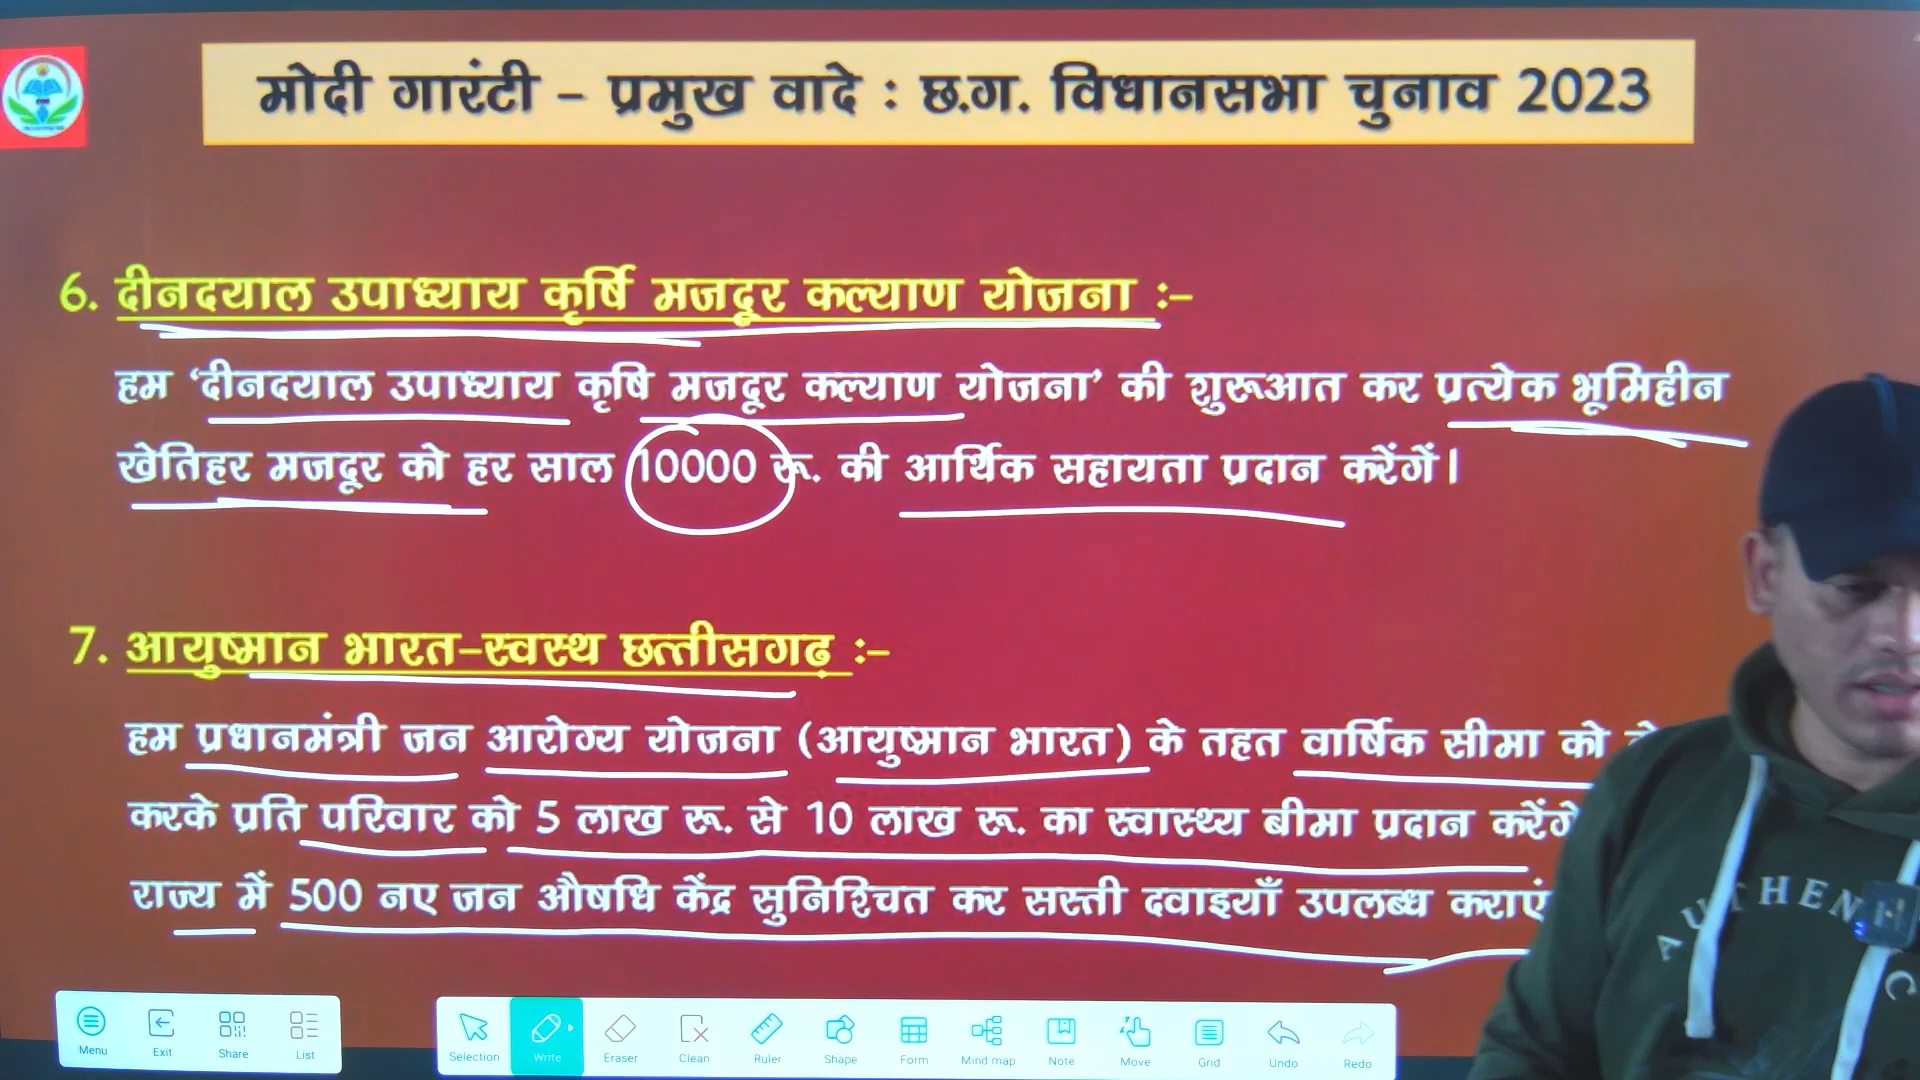 मोदी गारंटी – प्रमुख वादे : छ.ग. विधानसभा चुनाव 2023
6. दीनदयाल उपाध्याय कृर्षि मजदूर कल्याण योजना :–
हम ‘दीनदयाल उपाध्याय कृषि मजदूर कल्याण योजना’ की शुरूआत कर प्रत्येक भूमिहीन
खेतिहर मजदूर को हर साल 10000 रू. की आर्थिक सहायता प्रदान करेंगें।
7. आयुष्मान भारत–स्वस्थ छत्तीसगढ़ :–
हम प्रधानमंत्री जन आरोग्य योजना (आयुष्मान भारत) के तहत वार्षिक सीमा को
करके प्रति परिवार को 5 लाख रू. से 10 लाख रू. का स्वास्थ्य बीमा प्रदान करेंगे
राज्य में 500 नए जन औषधि केंद्र सुनिश्चित कर सस्ती दवाइयाँ उपलब्ध कराएं
AUTHENTIC
Menu Exit Share List Selection Write Eraser Clean Ruler Shape Form Mind map Note Move Grid Undo Redo